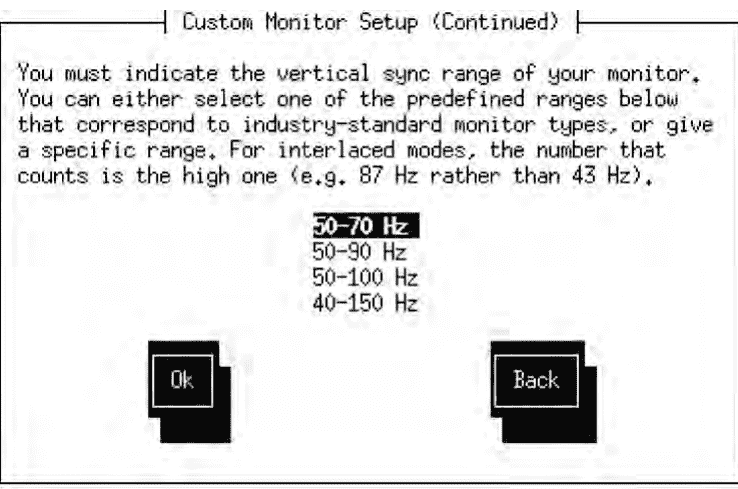 Custom Monitor Setup (Continued)
You must indicate the vertical sync range of your monitor.
You can either select one of the predefined ranges below
that correspond to industry-standard monitor types, or give
a specific range. For interlaced modes, the number that
counts is the high one (e.g. 87 Hz rather than 43 Hz).
50-70 Hz
50-90 Hz
50-100 Hz
40-150 Hz
Ok Back